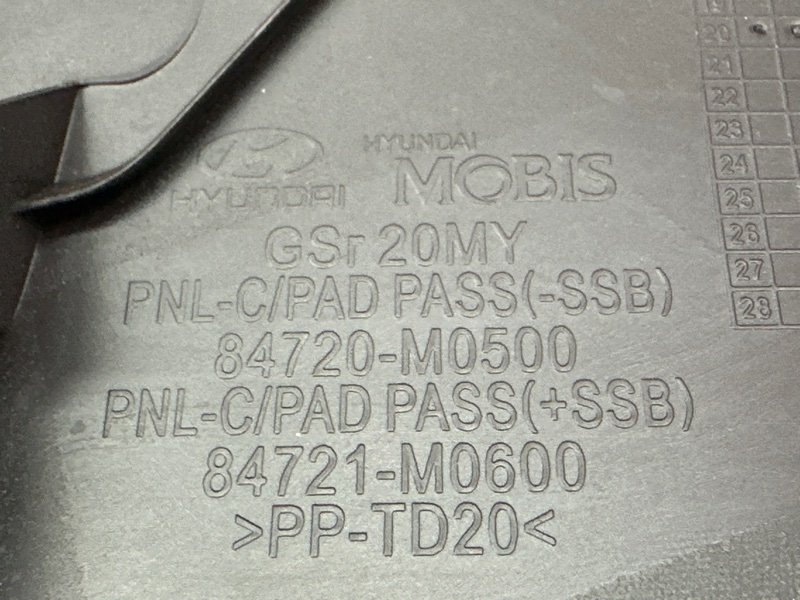 HYUNDAI
HYUNDAI
MOBIS
GSr 20MY
PNL-C/PAD PASS(-SSB)
84720-M0500
PNL-C/PAD PASS(+SSB)
84721-M0600
>PP-TD20<
20
21
22
23
24
25
26
27
28